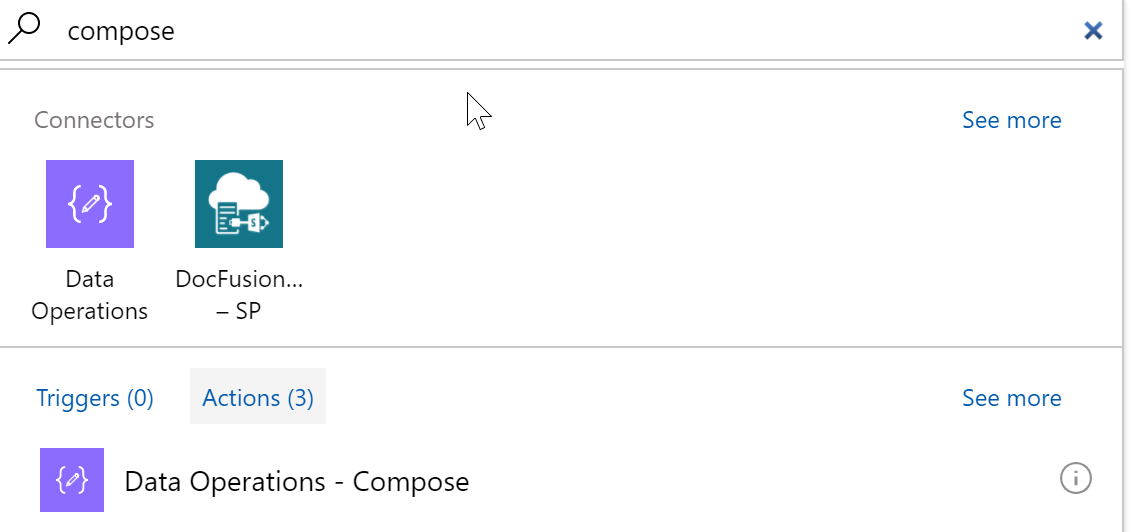 compose
Connectors
See more
Data
Operations
DocFusion...
– SP
Triggers (0)
Actions (3)
See more
Data Operations - Compose